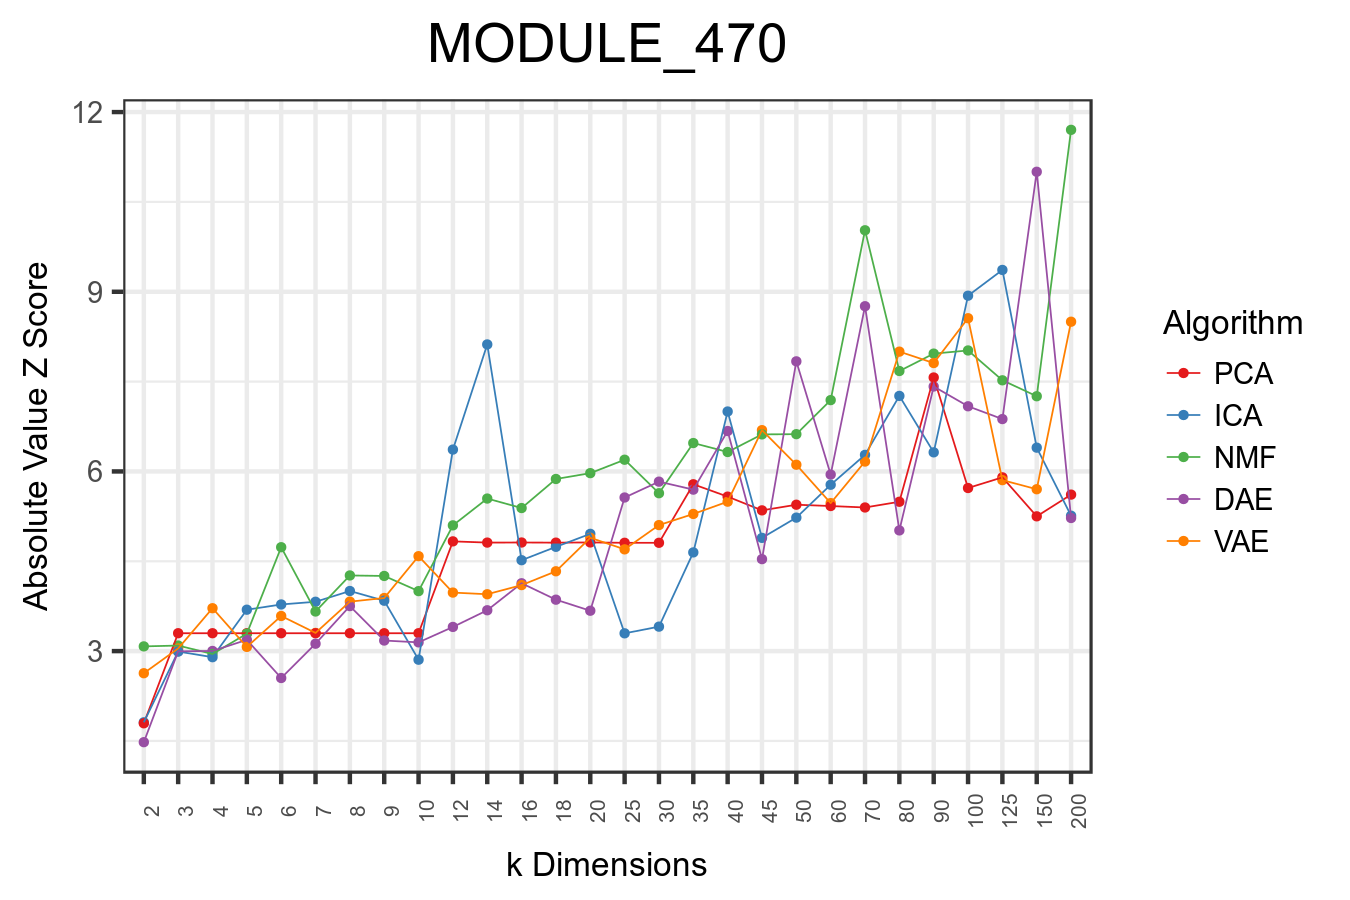 MODULE_470
Absolute Value Z Score
12
9
6
3
2 3 4 5 6 7 8 9 10 12 14 16 18 20 25 30 35 40 45 50 60 70 80 90 100 125 150 200
k Dimensions
Algorithm
PCA
ICA
NMF
DAE
VAE